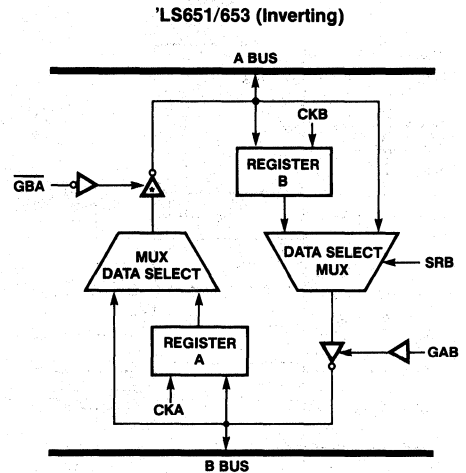 'LS651/653 (Inverting)
A BUS
CKB
REGISTER
B
GBA
*
MUX
DATA SELECT
DATA SELECT
MUX
SRB
REGISTER
A
GAB
CKA
B BUS